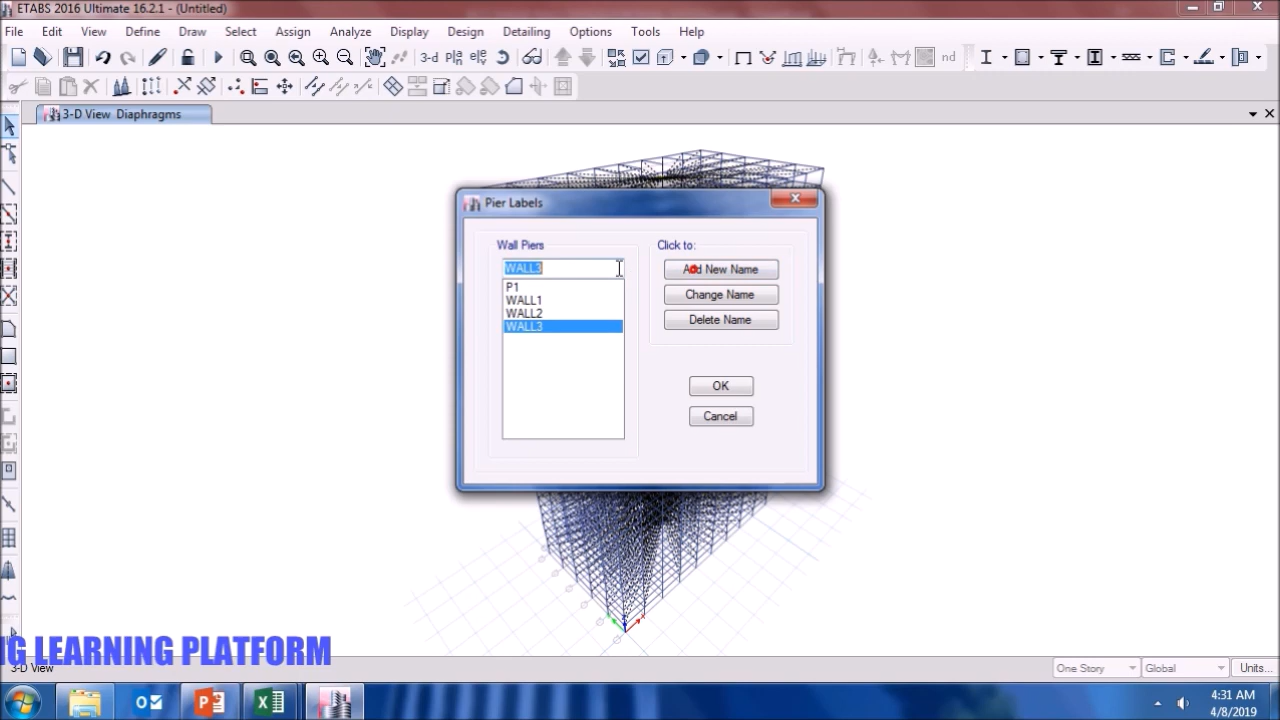 ETABS 2016 Ultimate 16.2.1 - (Untitled)
File Edit View Define Draw Select Assign Analyze Display Design Detailing Options Tools Help
3-d
nd
3-D View Diaphragms
Pier Labels
Wall Piers
Click to:
WALL3
Add New Name
P1
WALL1
Change Name
WALL2
Delete Name
WALL3
OK
Cancel
G LEARNING PLATFORM
3-D View
One Story
Global
Units...
4:31 AM
4/8/2019